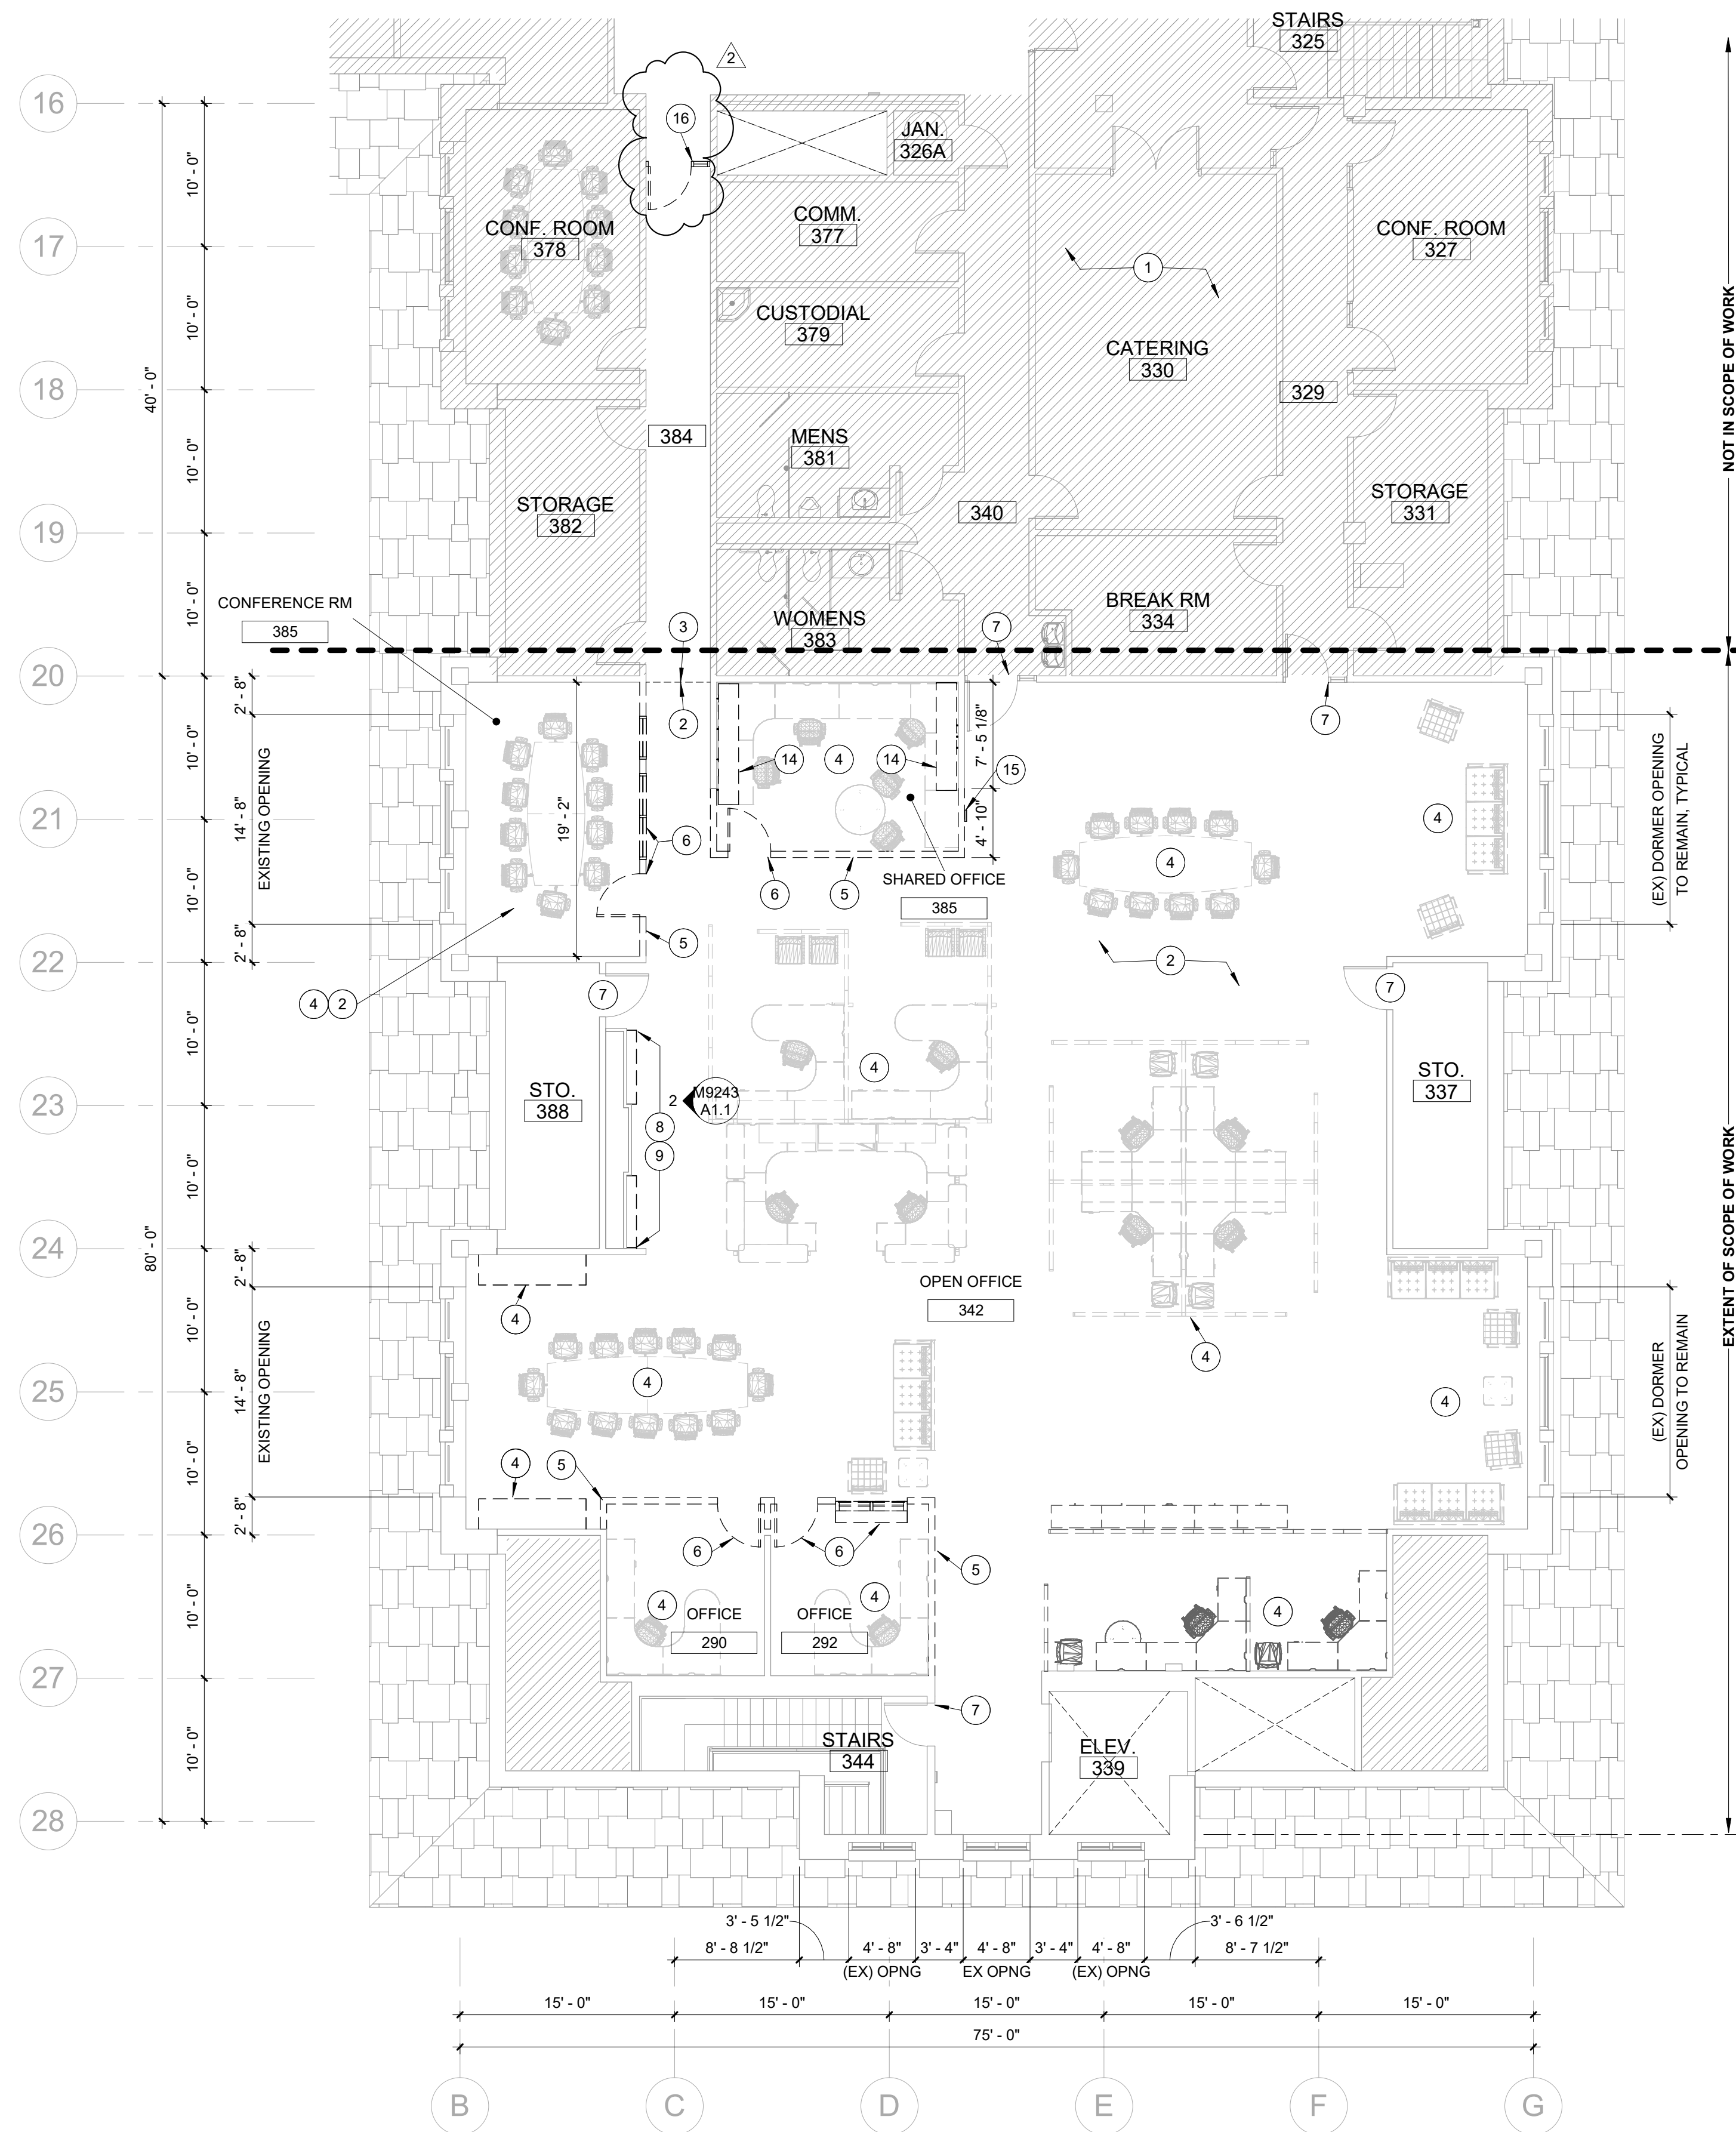 STAIRS
325
2
16
16
JAN.
326A
10' - 0"
COMM.
377
CONF. ROOM
378
CONF. ROOM
327
17
1
10' - 0"
CUSTODIAL
379
CATERING
330
NOT IN SCOPE OF WORK
18
40' - 0"
329
384
MENS
381
10' - 0"
STORAGE
382
340
STORAGE
331
19
10' - 0"
CONFERENCE RM
385
BREAK RM
334
WOMENS
383
3
7
20
2' - 8"
2
7
10' - 0"
14
4
14
7' - 5 1/8"
15
EXISTING OPENING
14' - 8"
19' - 2"
(EX) DORMER OPENING
TO REMAIN, TYPICAL
21
4
4' - 10"
6
4
10' - 0"
6
5
SHARED OFFICE
385
2' - 8"
5
2
22
4
2
7
7
10' - 0"
4
STO.
388
2
M9243
A1.1
STO.
337
23
8
9
EXTENT OF SCOPE OF WORK
10' - 0"
80' - 0"
24
2' - 8"
OPEN OFFICE
342
4
10' - 0"
4
EXISTING OPENING
14' - 8"
(EX) DORMER
OPENING TO REMAIN
25
4
4
10' - 0"
4
5
2' - 8"
26
6
6
5
10' - 0"
4
OFFICE
290
4
OFFICE
292
4
27
7
10' - 0"
STAIRS
344
ELEV.
339
28
3' - 5 1/2"
3' - 6 1/2"
8' - 8 1/2"
4' - 8"
3' - 4"
4' - 8"
3' - 4"
4' - 8"
8' - 7 1/2"
(EX) OPNG
EX OPNG
(EX) OPNG
15' - 0"
15' - 0"
15' - 0"
15' - 0"
15' - 0"
75' - 0"
B
C
D
E
F
G